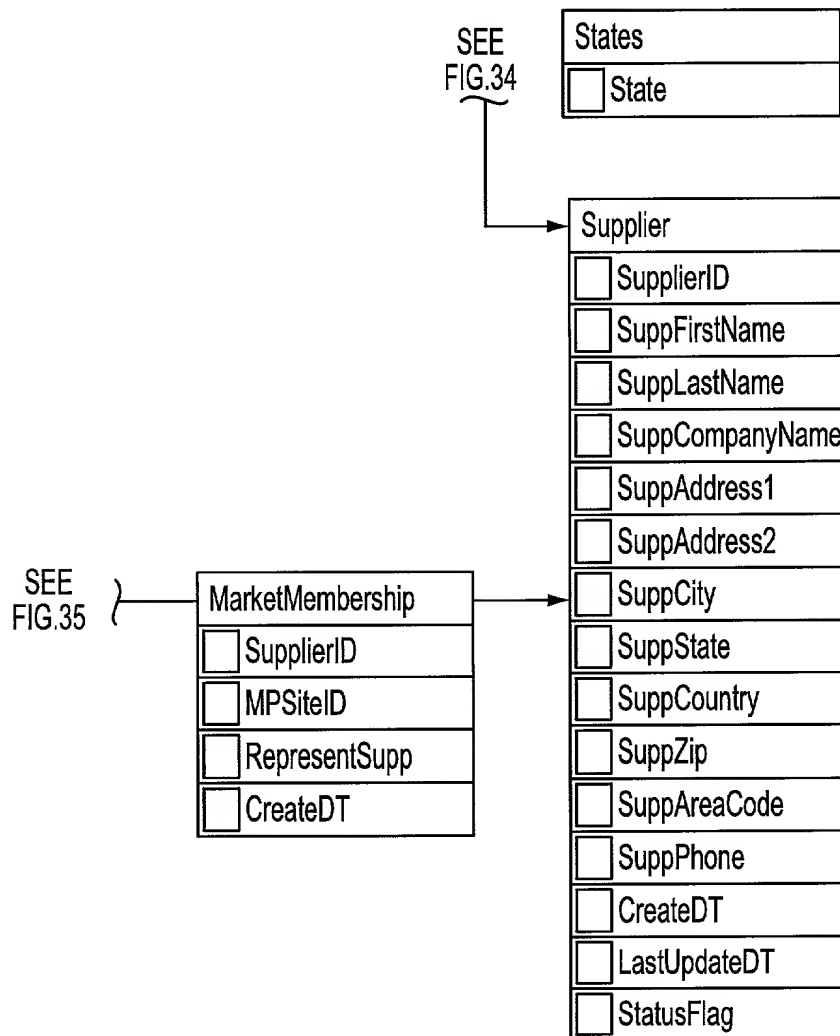 SEE
FIG.34
States
State
Supplier
SupplierID
SuppFirstName
SuppLastName
SuppCompanyName
SuppAddress1
SuppAddress2
SuppCity
SuppState
SuppCountry
SuppZip
SuppAreaCode
SuppPhone
CreateDT
LastUpdateDT
StatusFlag
SEE
FIG.35
MarketMembership
SupplierID
MPSiteID
RepresentSupp
CreateDT